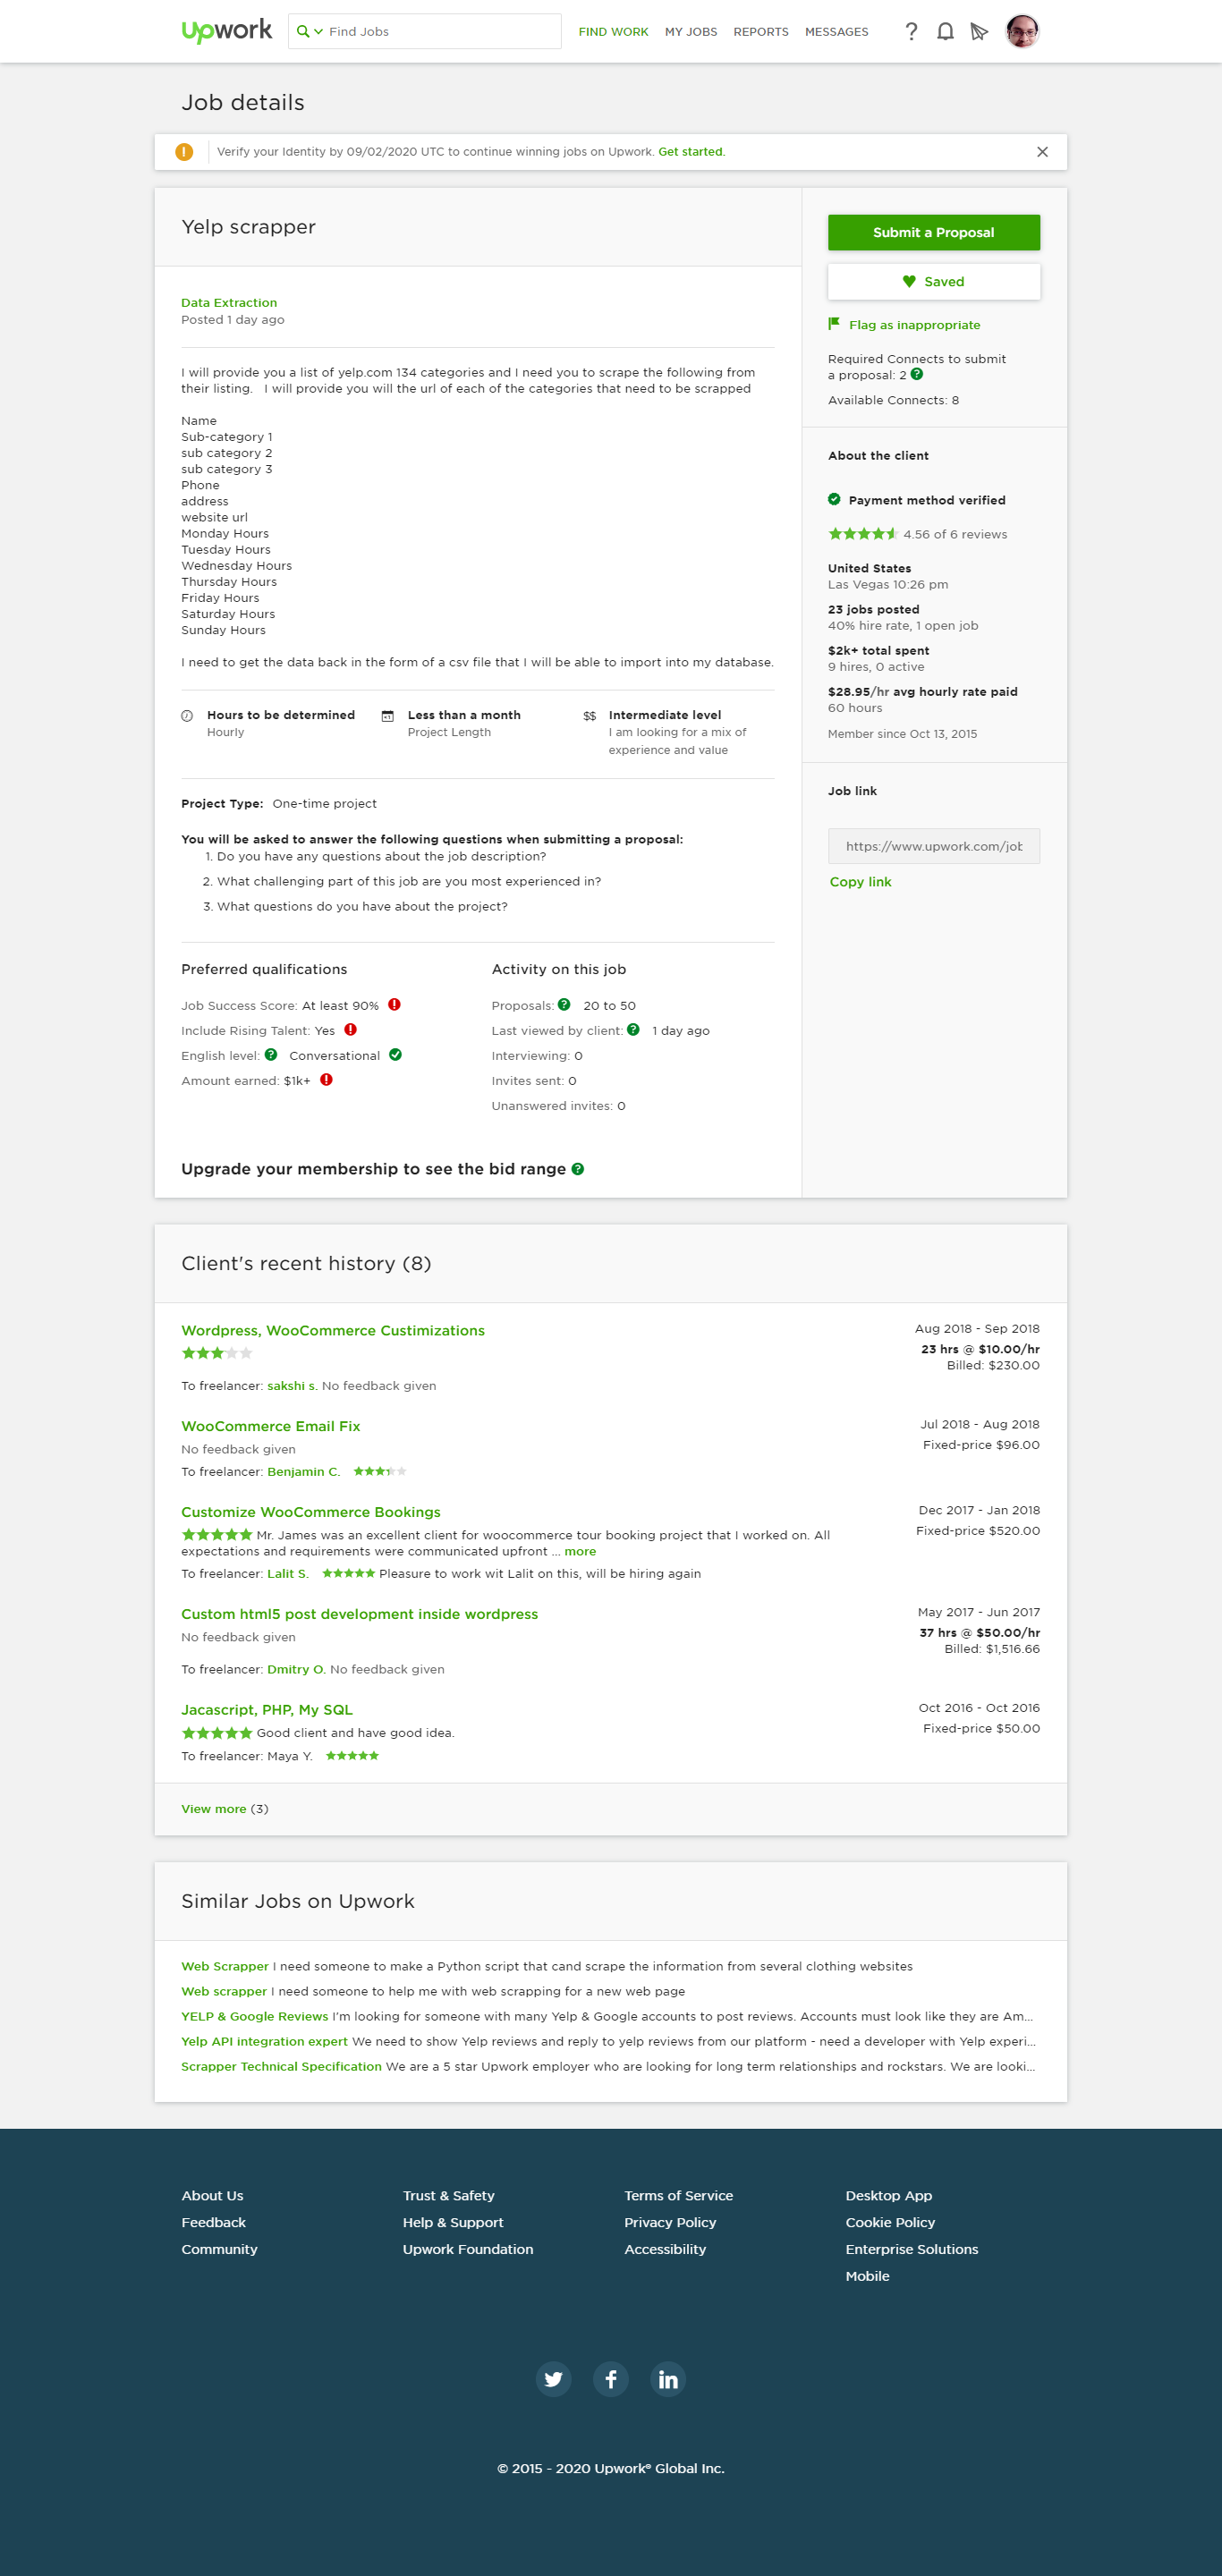 Upwork
Find Jobs
FIND WORK
MY JOBS
REPORTS
MESSAGES
Job details
Verify your Identity by 09/02/2020 UTC to continue winning jobs on Upwork. Get started.
Yelp scrapper
Data Extraction
Posted 1 day ago
I will provide you a list of yelp.com 134 categories and I need you to scrape the following from
their listing. I will provide you will the url of each of the categories that need to be scrapped
Name
Sub-category 1
sub category 2
sub category 3
Phone
address
website url
Monday Hours
Tuesday Hours
Wednesday Hours
Thursday Hours
Friday Hours
Saturday Hours
Sunday Hours
I need to get the data back in the form of a csv file that I will be able to import into my database.
Hours to be determined
Hourly
Less than a month
Project Length
$$ Intermediate level
I am looking for a mix of
experience and value
Project Type: One-time project
You will be asked to answer the following questions when submitting a proposal:
1. Do you have any questions about the job description?
2. What challenging part of this job are you most experienced in?
3. What questions do you have about the project?
Preferred qualifications
Job Success Score: At least 90%
Include Rising Talent: Yes
English level: Conversational
Amount earned: $1k+
Activity on this job
Proposals: 20 to 50
Last viewed by client: 1 day ago
Interviewing: 0
Invites sent: 0
Unanswered invites: 0
Upgrade your membership to see the bid range
Submit a Proposal
Saved
Flag as inappropriate
Required Connects to submit
a proposal: 2
Available Connects: 8
About the client
Payment method verified
4.56 of 6 reviews
United States
Las Vegas 10:26 pm
23 jobs posted
40% hire rate, 1 open job
$2k+ total spent
9 hires, 0 active
$28.95/hr avg hourly rate paid
60 hours
Member since Oct 13, 2015
Job link
https://www.upwork.com/job
Copy link
Client's recent history (8)
Wordpress, WooCommerce Custimizations
To freelancer: sakshi s. No feedback given
Aug 2018 - Sep 2018
23 hrs @ $10.00/hr
Billed: $230.00
WooCommerce Email Fix
No feedback given
To freelancer: Benjamin C.
Jul 2018 - Aug 2018
Fixed-price $96.00
Customize WooCommerce Bookings
Mr. James was an excellent client for woocommerce tour booking project that I worked on. All
expectations and requirements were communicated upfront ... more
To freelancer: Lalit S. Pleasure to work wit Lalit on this, will be hiring again
Dec 2017 - Jan 2018
Fixed-price $520.00
Custom html5 post development inside wordpress
No feedback given
To freelancer: Dmitry O. No feedback given
May 2017 - Jun 2017
37 hrs @ $50.00/hr
Billed: $1,516.66
Jacascript, PHP, My SQL
Good client and have good idea.
To freelancer: Maya Y.
Oct 2016 - Oct 2016
Fixed-price $50.00
View more (3)
Similar Jobs on Upwork
Web Scrapper I need someone to make a Python script that cand scrape the information from several clothing websites
Web scrapper I need someone to help me with web scrapping for a new web page
YELP & Google Reviews I'm looking for someone with many Yelp & Google accounts to post reviews. Accounts must look like they are Am...
Yelp API integration expert We need to show Yelp reviews and reply to yelp reviews from our platform - need a developer with Yelp experi...
Scrapper Technical Specification We are a 5 star Upwork employer who are looking for long term relationships and rockstars. We are looki...
About Us
Feedback
Community
Trust & Safety
Help & Support
Upwork Foundation
Terms of Service
Privacy Policy
Accessibility
Desktop App
Cookie Policy
Enterprise Solutions
Mobile
© 2015 - 2020 Upwork® Global Inc.